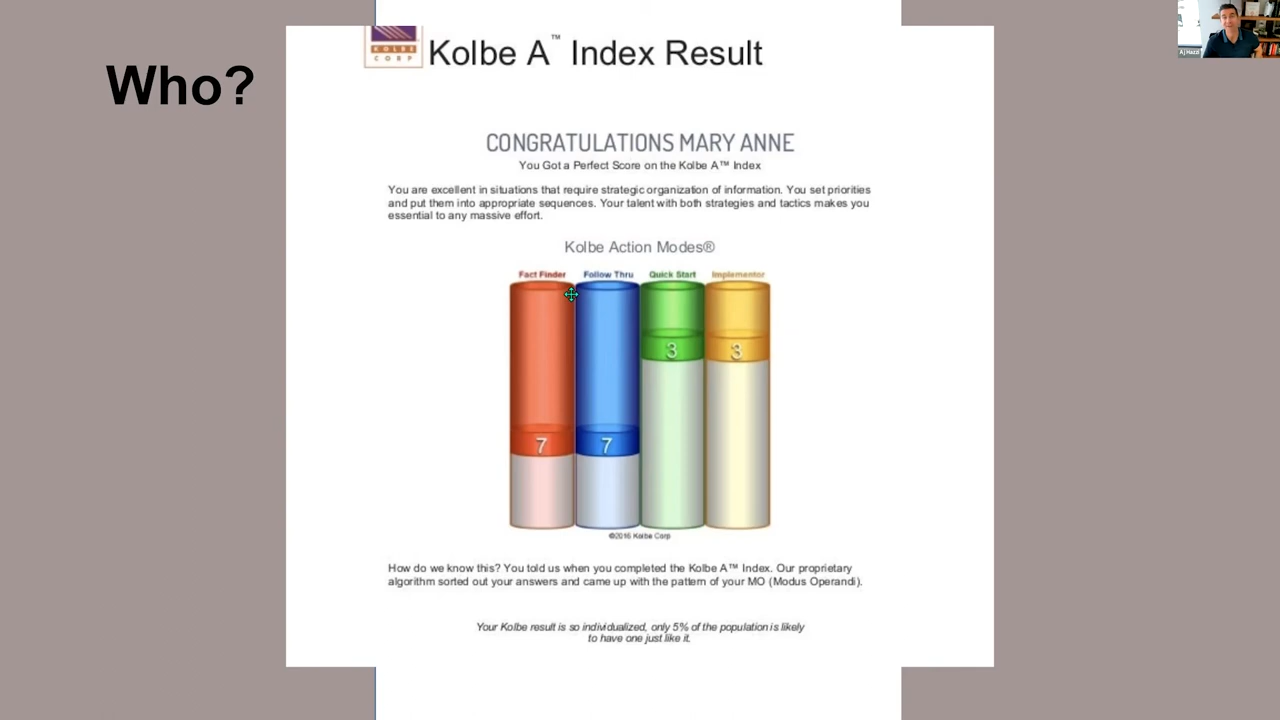 Who?
KOLBE
CORP
Kolbe A™ Index Result
CONGRATULATIONS MARY ANNE
You Got a Perfect Score on the Kolbe A™ Index
You are excellent in situations that require strategic organization of information. You set priorities
and put them into appropriate sequences. Your talent with both strategies and tactics makes you
essential to any massive effort.
Kolbe Action Modes®
Fact Finder Follow Thru Quick Start Implementor
3 3
7 7
©2016 Kolbe Corp
How do we know this? You told us when you completed the Kolbe A™ Index. Our proprietary
algorithm sorted out your answers and came up with the pattern of your MO (Modus Operandi).
Your Kolbe result is so individualized, only 5% of the population is likely
to have one just like it.